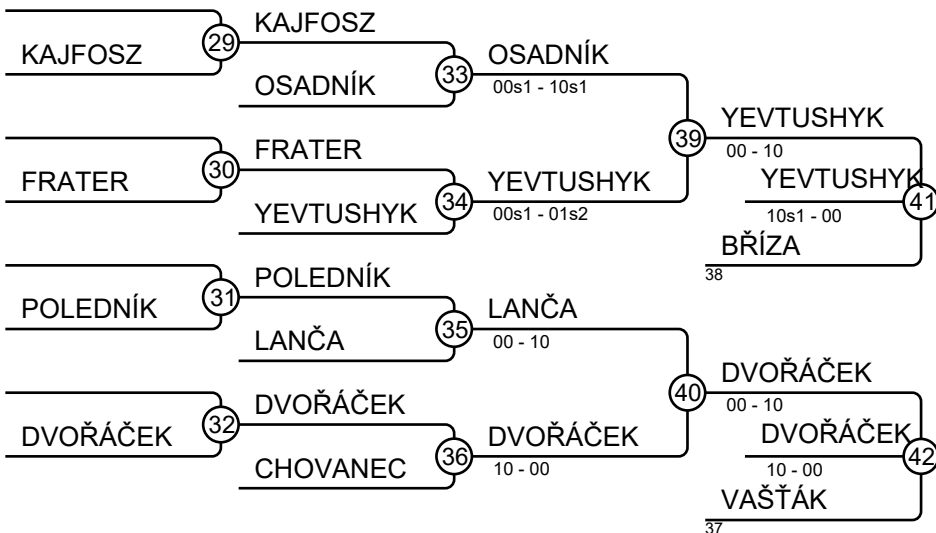 KAJFOSZ
29
KAJFOSZ
OSADNÍK
33
OSADNÍK
00s1 - 10s1
FRATER
30
FRATER
YEVTUSHYK
34
YEVTUSHYK
00s1 - 01s2
39
YEVTUSHYK
00 - 10
YEVTUSHYK
10s1 - 00
41
BŘÍZA
38
POLEDNÍK
31
POLEDNÍK
LANČA
35
LANČA
00 - 10
DVOŘÁČEK
32
DVOŘÁČEK
CHOVANEC
36
DVOŘÁČEK
10 - 00
40
DVOŘÁČEK
00 - 10
DVOŘÁČEK
10 - 00
42
VAŠŤÁK
37